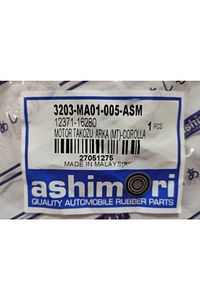 3203-MA01-005-ASM
12371-16280
MOTOR TAKOZU ARKA (MT)-COROLLA
1 PCS
27051275
MADE IN MALAYSIA
ashimori
QUALITY AUTOMOBILE RUBBER PARTS